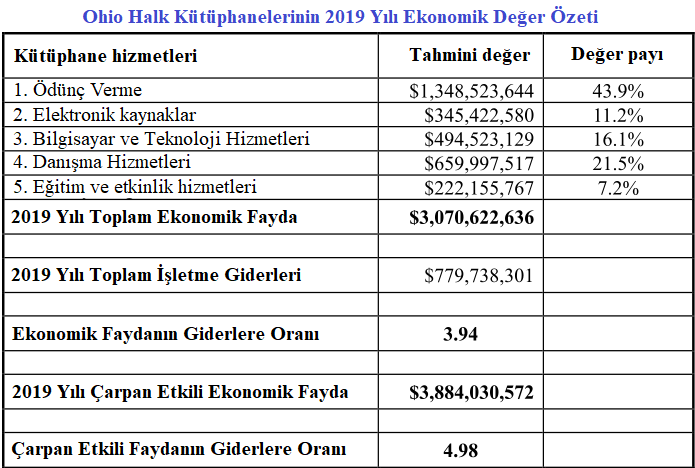 Ohio Halk Kütüphanelerinin 2019 Yılı Ekonomik Değer Özeti
Kütüphane hizmetleri Tahmini değer Değer payı
1. Ödünç Verme $1,348,523,644 43.9%
2. Elektronik kaynaklar $345,422,580 11.2%
3. Bilgisayar ve Teknoloji Hizmetleri $494,523,129 16.1%
4. Danışma Hizmetleri $659,997,517 21.5%
5. Eğitim ve etkinlik hizmetleri $222,155,767 7.2%
2019 Yılı Toplam Ekonomik Fayda $3,070,622,636
2019 Yılı Toplam İşletme Giderleri $779,738,301
Ekonomik Faydanın Giderlere Oranı 3.94
2019 Yılı Çarpan Etkili Ekonomik Fayda $3,884,030,572
Çarpan Etkili Faydanın Giderlere Oranı 4.98